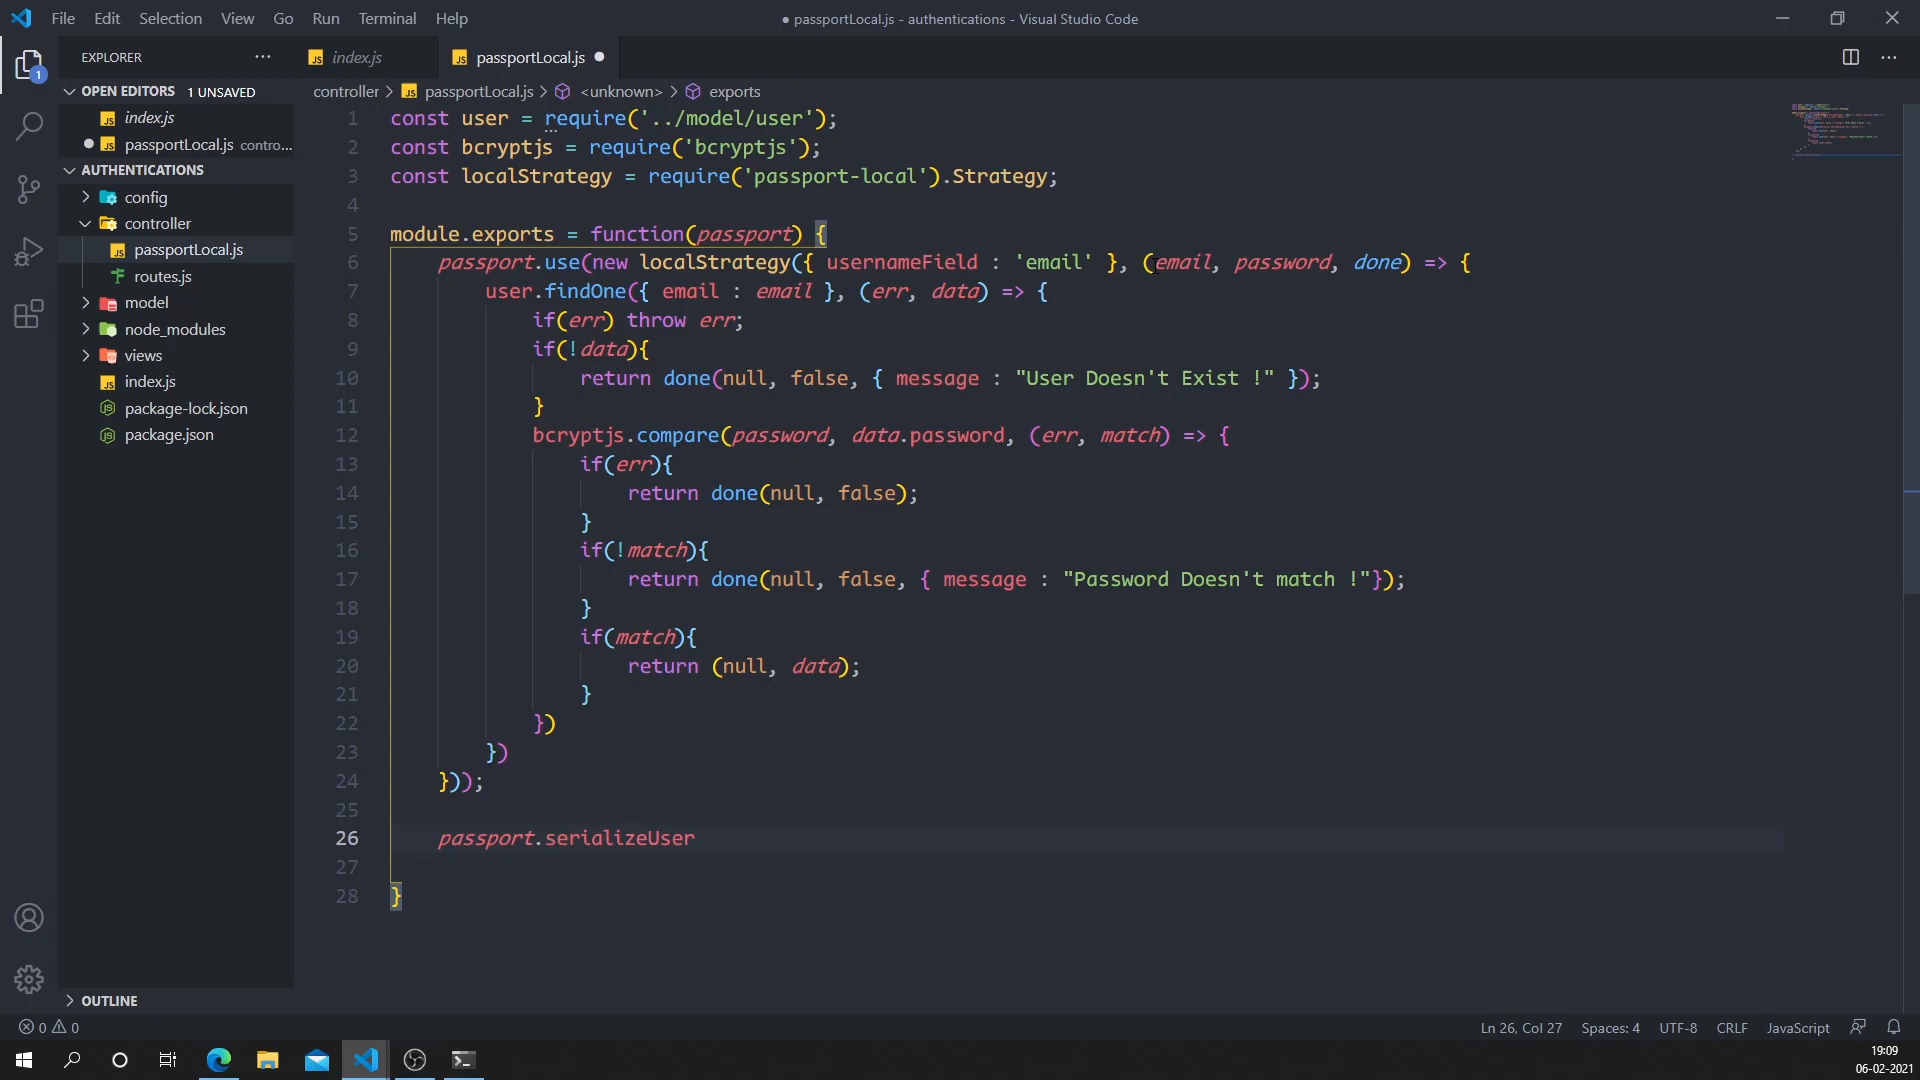 File Edit Selection View Go Run Terminal Help
● passportLocal.js - authentications - Visual Studio Code
EXPLORER
index.js
passportLocal.js
OPEN EDITORS 1 UNSAVED
index.js
passportLocal.js contro...
AUTHENTICATIONS
config
controller
passportLocal.js
routes.js
model
node_modules
views
index.js
package-lock.json
package.json
OUTLINE
controller > passportLocal.js > <unknown> > exports
1 const user = require('../model/user');
2 const bcryptjs = require('bcryptjs');
3 const localStrategy = require('passport-local').Strategy;
4
5 module.exports = function(passport) {
6 passport.use(new localStrategy({ usernameField : 'email' }, (email, password, done) => {
7 user.findOne({ email : email }, (err, data) => {
8 if(err) throw err;
9 if(!data){
10 return done(null, false, { message : "User Doesn't Exist !" });
11 }
12 bcryptjs.compare(password, data.password, (err, match) => {
13 if(err){
14 return done(null, false);
15 }
16 if(!match){
17 return done(null, false, { message : "Password Doesn't match !"});
18 }
19 if(match){
20 return (null, data);
21 }
22 })
23 })
24 }));
25
26 passport.serializeUser
27
28 }
0 0
Ln 26, Col 27 Spaces: 4 UTF-8 CRLF JavaScript
19:09
06-02-2021
1